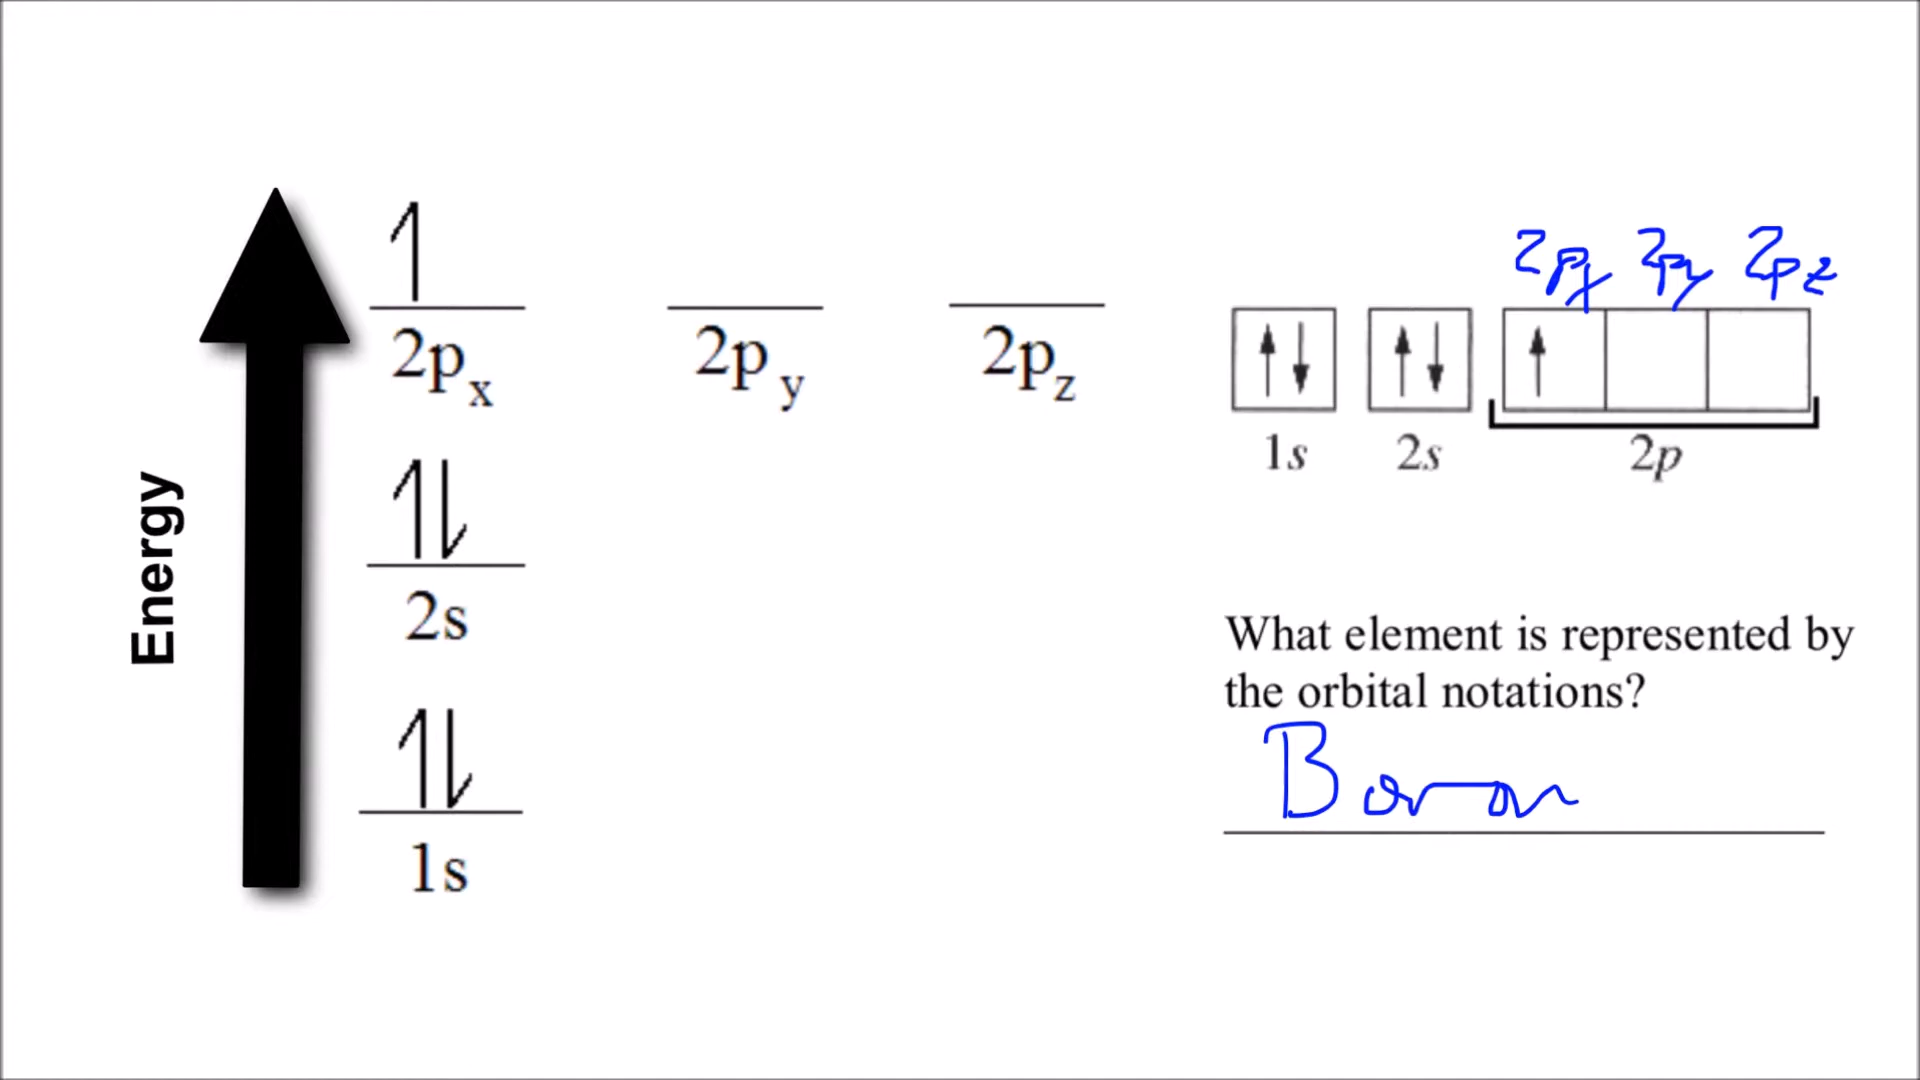 Energy
2px
2py
2pz
2s
1s
2px 2py 2pz
1s 2s 2p
What element is represented by
the orbital notations?
Boron